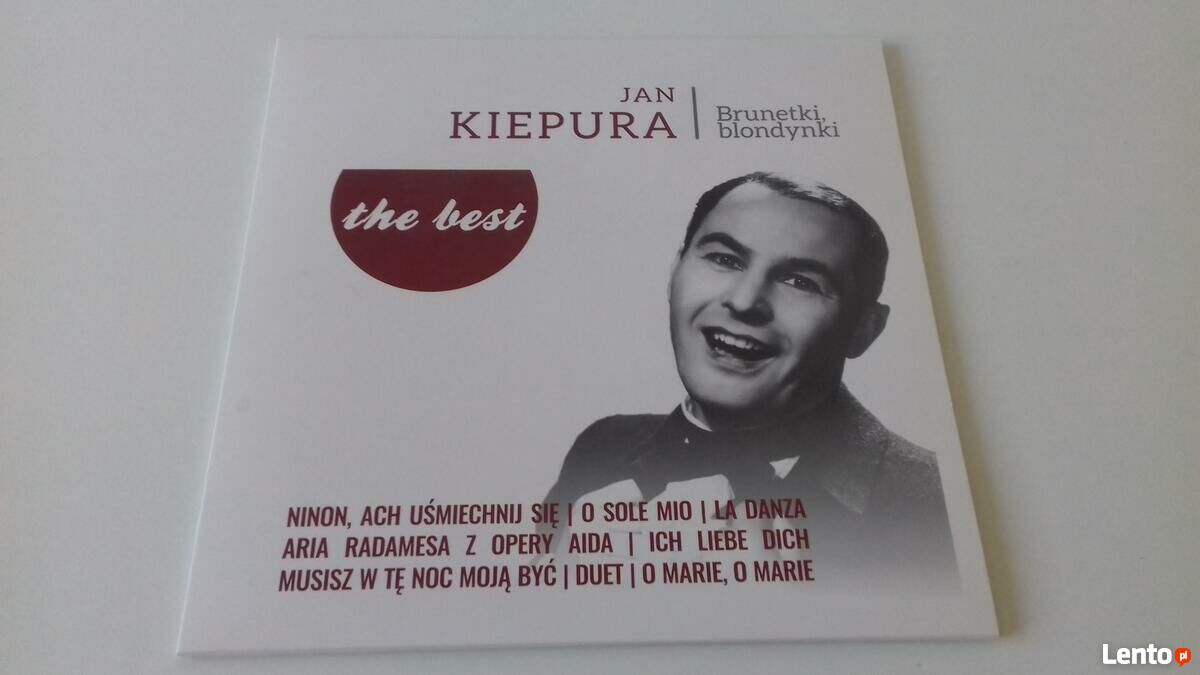 JAN
KIEPURA
Brunetki,
blondynki
the best
NINON, ACH UŚMIECHNIJ SIĘ | O SOLE MIO | LA DANZA
ARIA RADAMESA Z OPERY AIDA | ICH LIEBE DICH
MUSISZ W TĘ NOC MOJĄ BYĆ | DUET | O MARIE, O MARIE
Lento pl